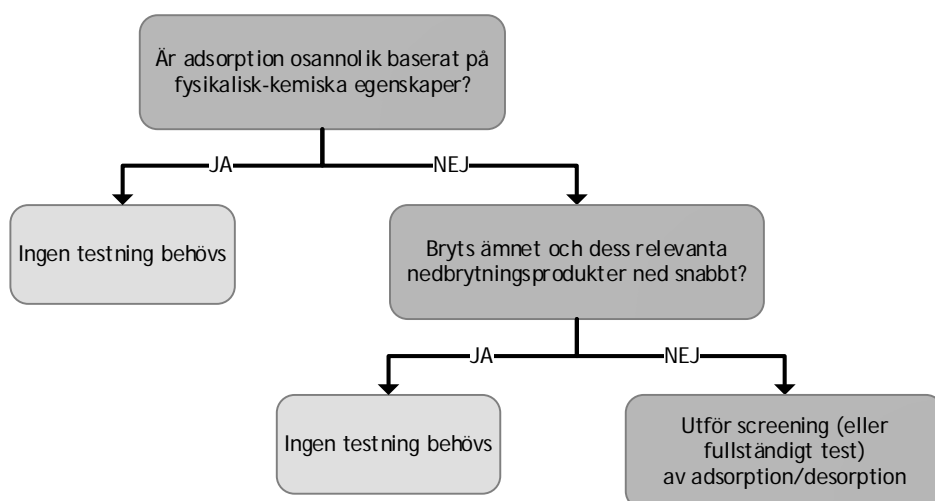 Är adsorption osannolik baserat på
fysikalisk-kemiska egenskaper?
JA
NEJ
Ingen testning behövs
Bryts ämnet och dess relevanta
nedbrytningsprodukter ned snabbt?
JA
NEJ
Ingen testning behövs
Utför screening (eller
fullständigt test)
av adsorption/desorption